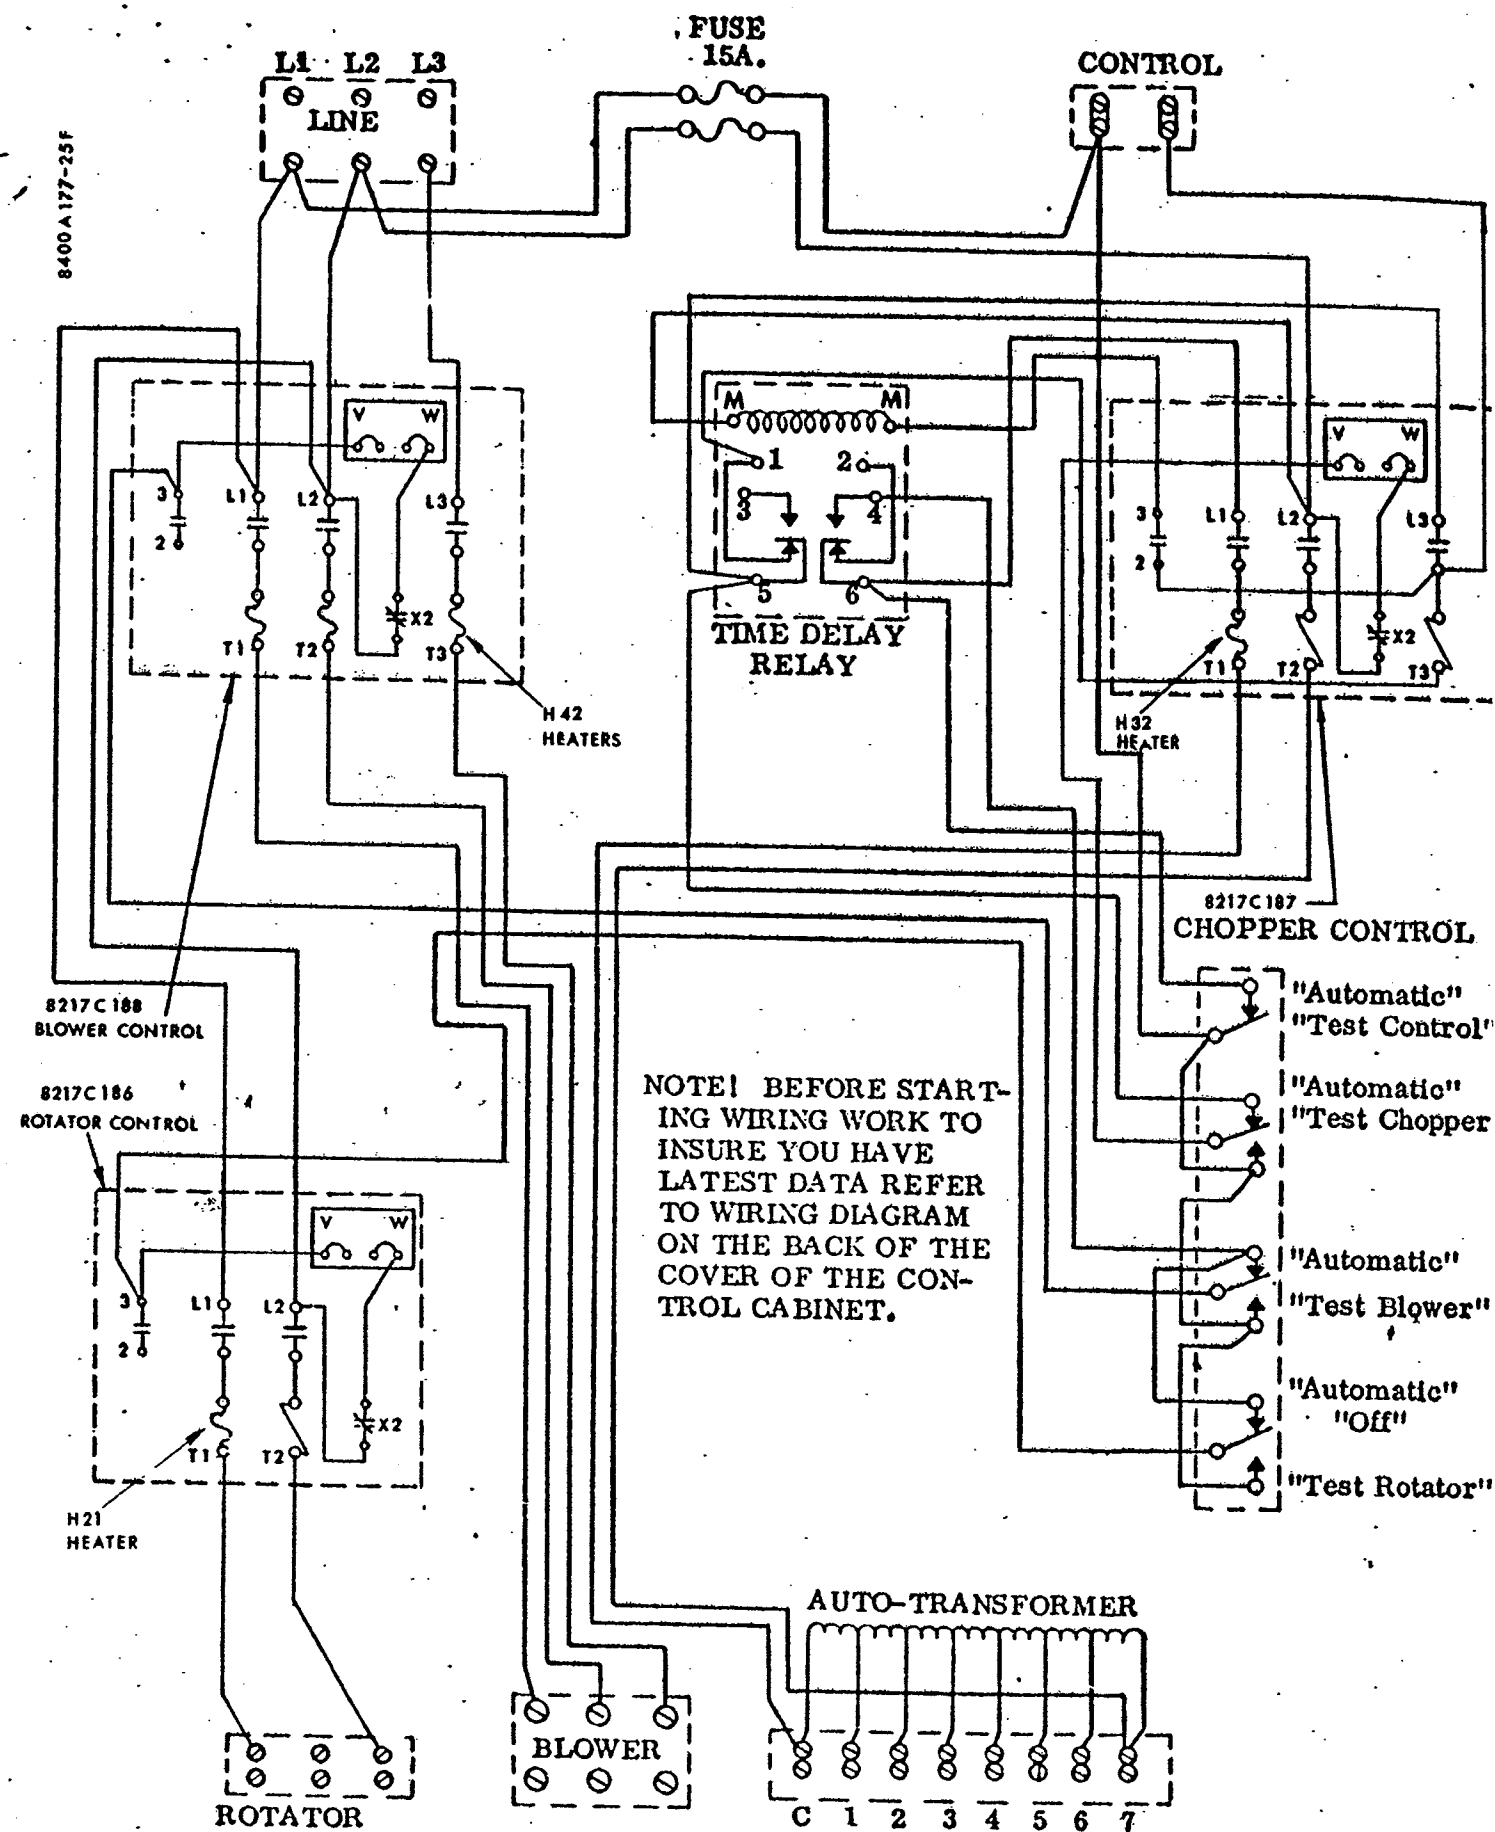 FUSE
15A.
CONTROL
L1 L2 L3
LINE
8400A177-25F
V W
3 L1 L2 L3
2
X2
T1 T2 T3
H42
HEATERS
M M
1 2
3 4
5 6
TIME DELAY
RELAY
V W
3 L1 L2 L3
2
X2
T1 T2 T3
H32
HEATER
8217C187
CHOPPER CONTROL
8217C188
BLOWER CONTROL
8217C186
ROTATOR CONTROL
"Automatic"
"Test Control"
"Automatic"
"Test Chopper
"Automatic"
"Test Blower"
"Automatic"
"Off"
"Test Rotator"
NOTE! BEFORE START-
ING WIRING WORK TO
INSURE YOU HAVE
LATEST DATA REFER
TO WIRING DIAGRAM
ON THE BACK OF THE
COVER OF THE CON-
TROL CABINET.
V W
3 L1 L2
2
X2
T1 T2
H21
HEATER
AUTO-TRANSFORMER
BLOWER
ROTATOR
C 1 2 3 4 5 6 7